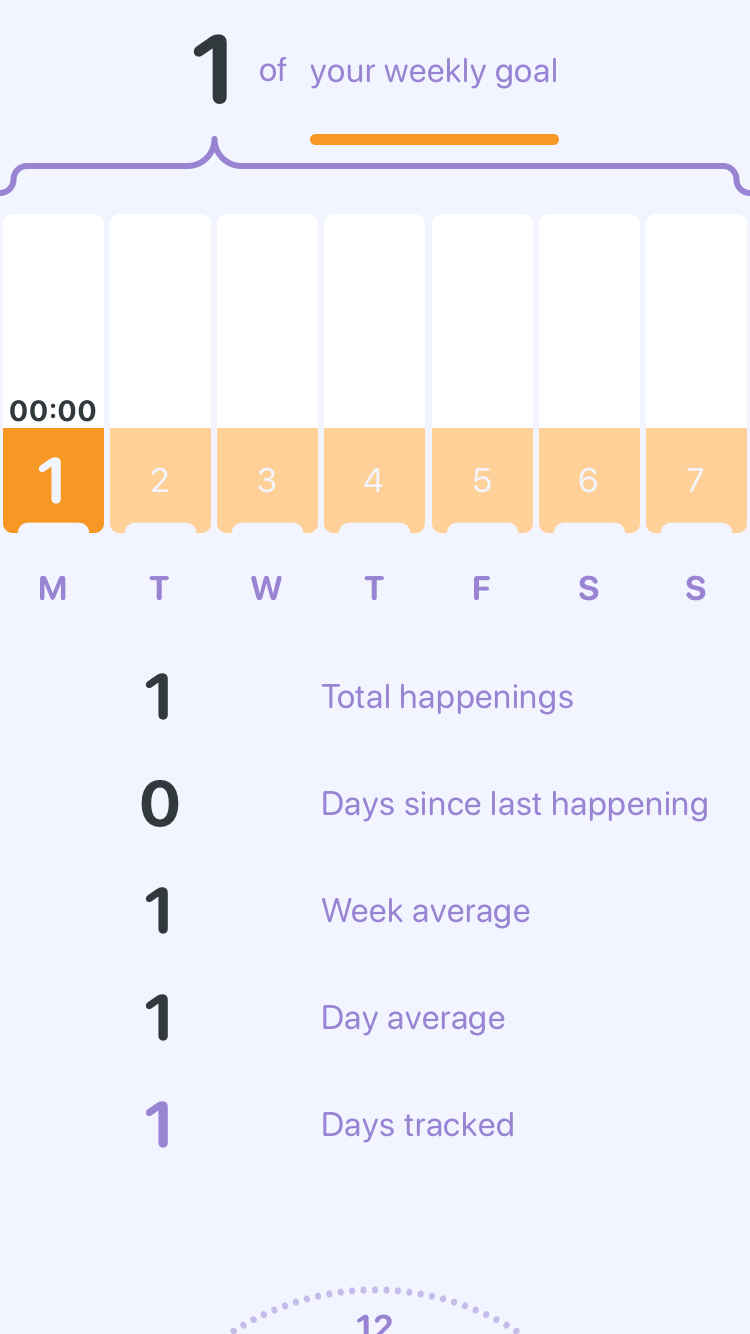 1 of your weekly goal
00:00
1 2 3 4 5 6 7
M T W T F S S
1 Total happenings
0 Days since last happening
1 Week average
1 Day average
1 Days tracked
12